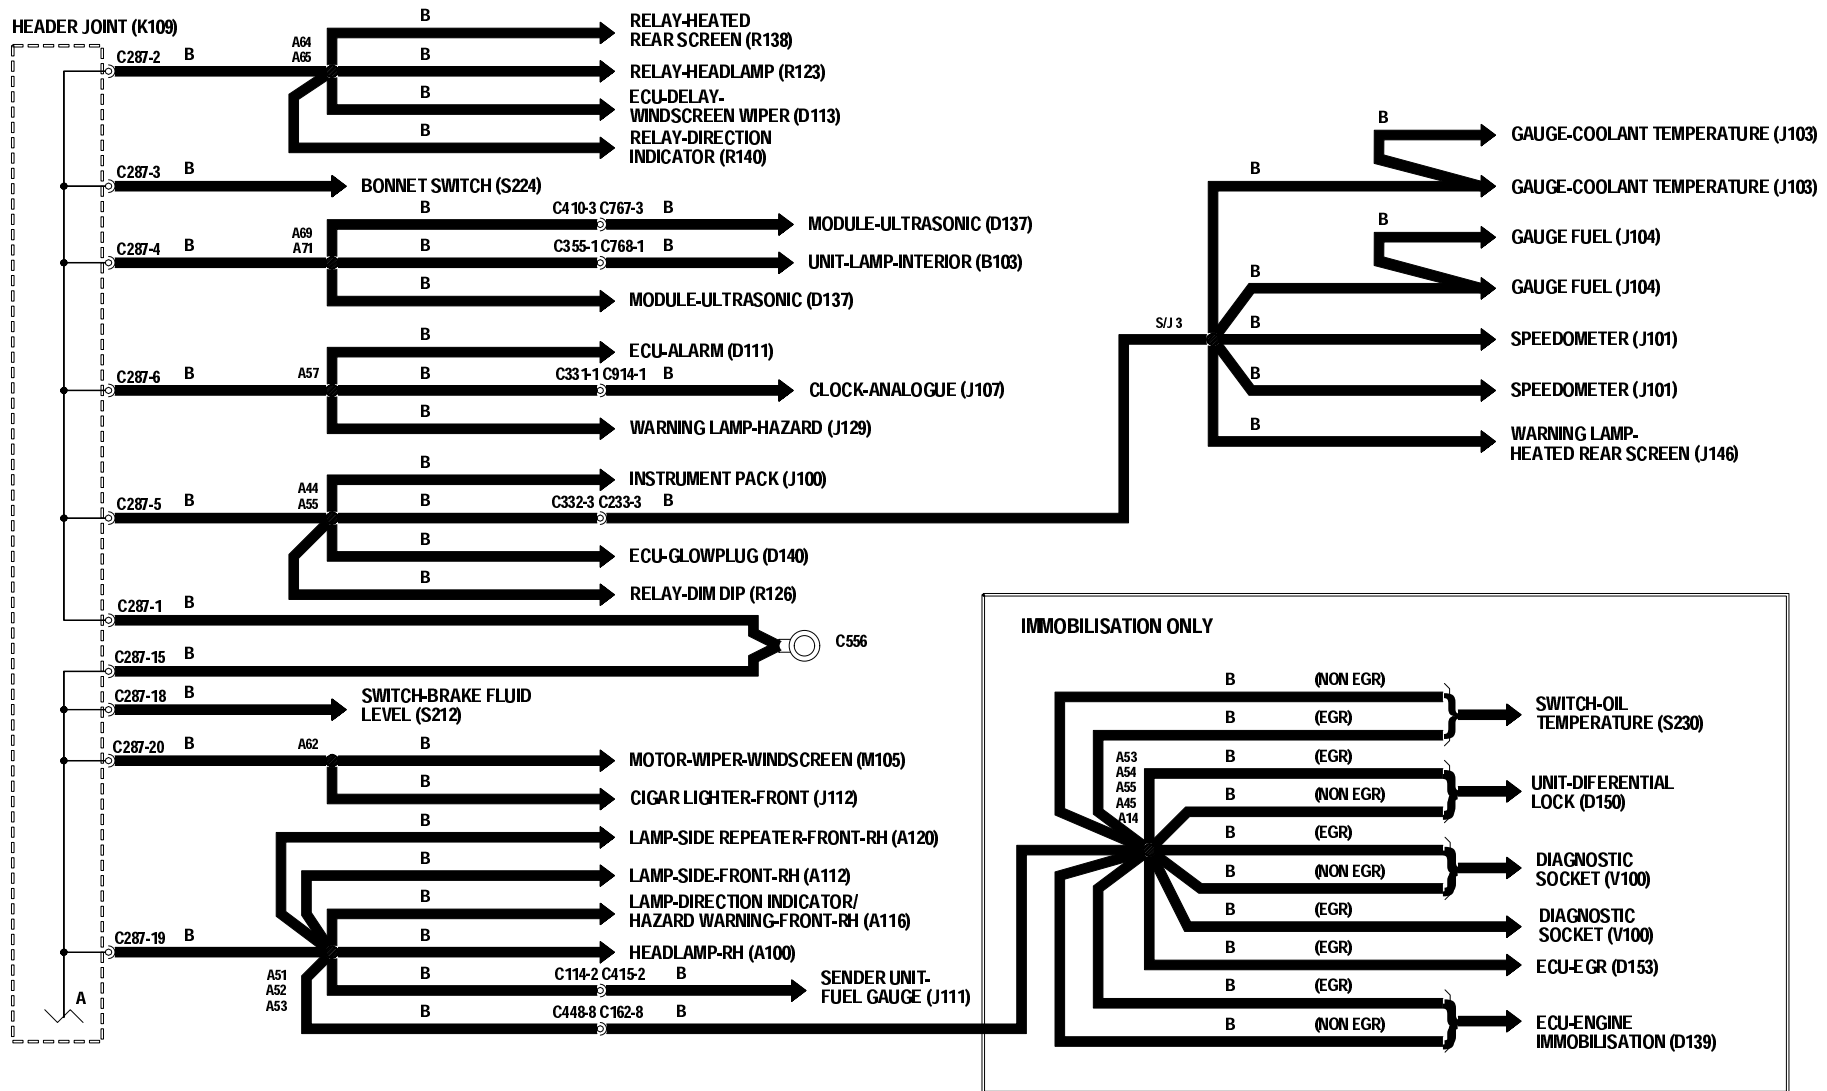 HEADER JOINT (K109)
C287-2 B
A64
A65
B
RELAY-HEATED
REAR SCREEN (R138)
B
RELAY-HEADLAMP (R123)
B
ECU-DELAY-
WINDSCREEN WIPER (D113)
B
RELAY-DIRECTION
INDICATOR (R140)
C287-3 B
BONNET SWITCH (S224)
C287-4 B
A69
A71
B
C410-3 C767-3 B
MODULE-ULTRASONIC (D137)
B
C355-1 C768-1 B
UNIT-LAMP-INTERIOR (B103)
B
MODULE-ULTRASONIC (D137)
C287-6 B
A57
B
ECU-ALARM (D111)
B
C331-1 C914-1 B
CLOCK-ANALOGUE (J107)
B
WARNING LAMP-HAZARD (J129)
C287-5 B
A44
A55
B
INSTRUMENT PACK (J100)
B
C332-3 C233-3 B
B
ECU-GLOWPLUG (D140)
B
RELAY-DIM DIP (R126)
S/J 3
B
GAUGE-COOLANT TEMPERATURE (J103)
B
GAUGE-COOLANT TEMPERATURE (J103)
B
GAUGE FUEL (J104)
B
GAUGE FUEL (J104)
B
SPEEDOMETER (J101)
B
SPEEDOMETER (J101)
B
WARNING LAMP-
HEATED REAR SCREEN (J146)
C287-1 B
C556
C287-15 B
C287-18 B
SWITCH-BRAKE FLUID
LEVEL (S212)
C287-20 B
A62
B
MOTOR-WIPER-WINDSCREEN (M105)
B
CIGAR LIGHTER-FRONT (J112)
B
LAMP-SIDE REPEATER-FRONT-RH (A120)
B
LAMP-SIDE-FRONT-RH (A112)
B
LAMP-DIRECTION INDICATOR/
HAZARD WARNING-FRONT-RH (A116)
C287-19 B
B
HEADLAMP-RH (A100)
A51
A52
A53
B
C114-2 C415-2 B
SENDER UNIT-
FUEL GAUGE (J111)
B
C448-8 C162-8 B
A
IMMOBILISATION ONLY
B (NON EGR)
B (EGR)
SWITCH-OIL
TEMPERATURE (S230)
A53
A54
A55
A45
A14
B (EGR)
B (NON EGR)
UNIT-DIFERENTIAL
LOCK (D150)
B (EGR)
B (NON EGR)
DIAGNOSTIC
SOCKET (V100)
B (EGR)
DIAGNOSTIC
SOCKET (V100)
B (EGR)
ECU-EGR (D153)
B (EGR)
B (NON EGR)
ECU-ENGINE
IMMOBILISATION (D139)